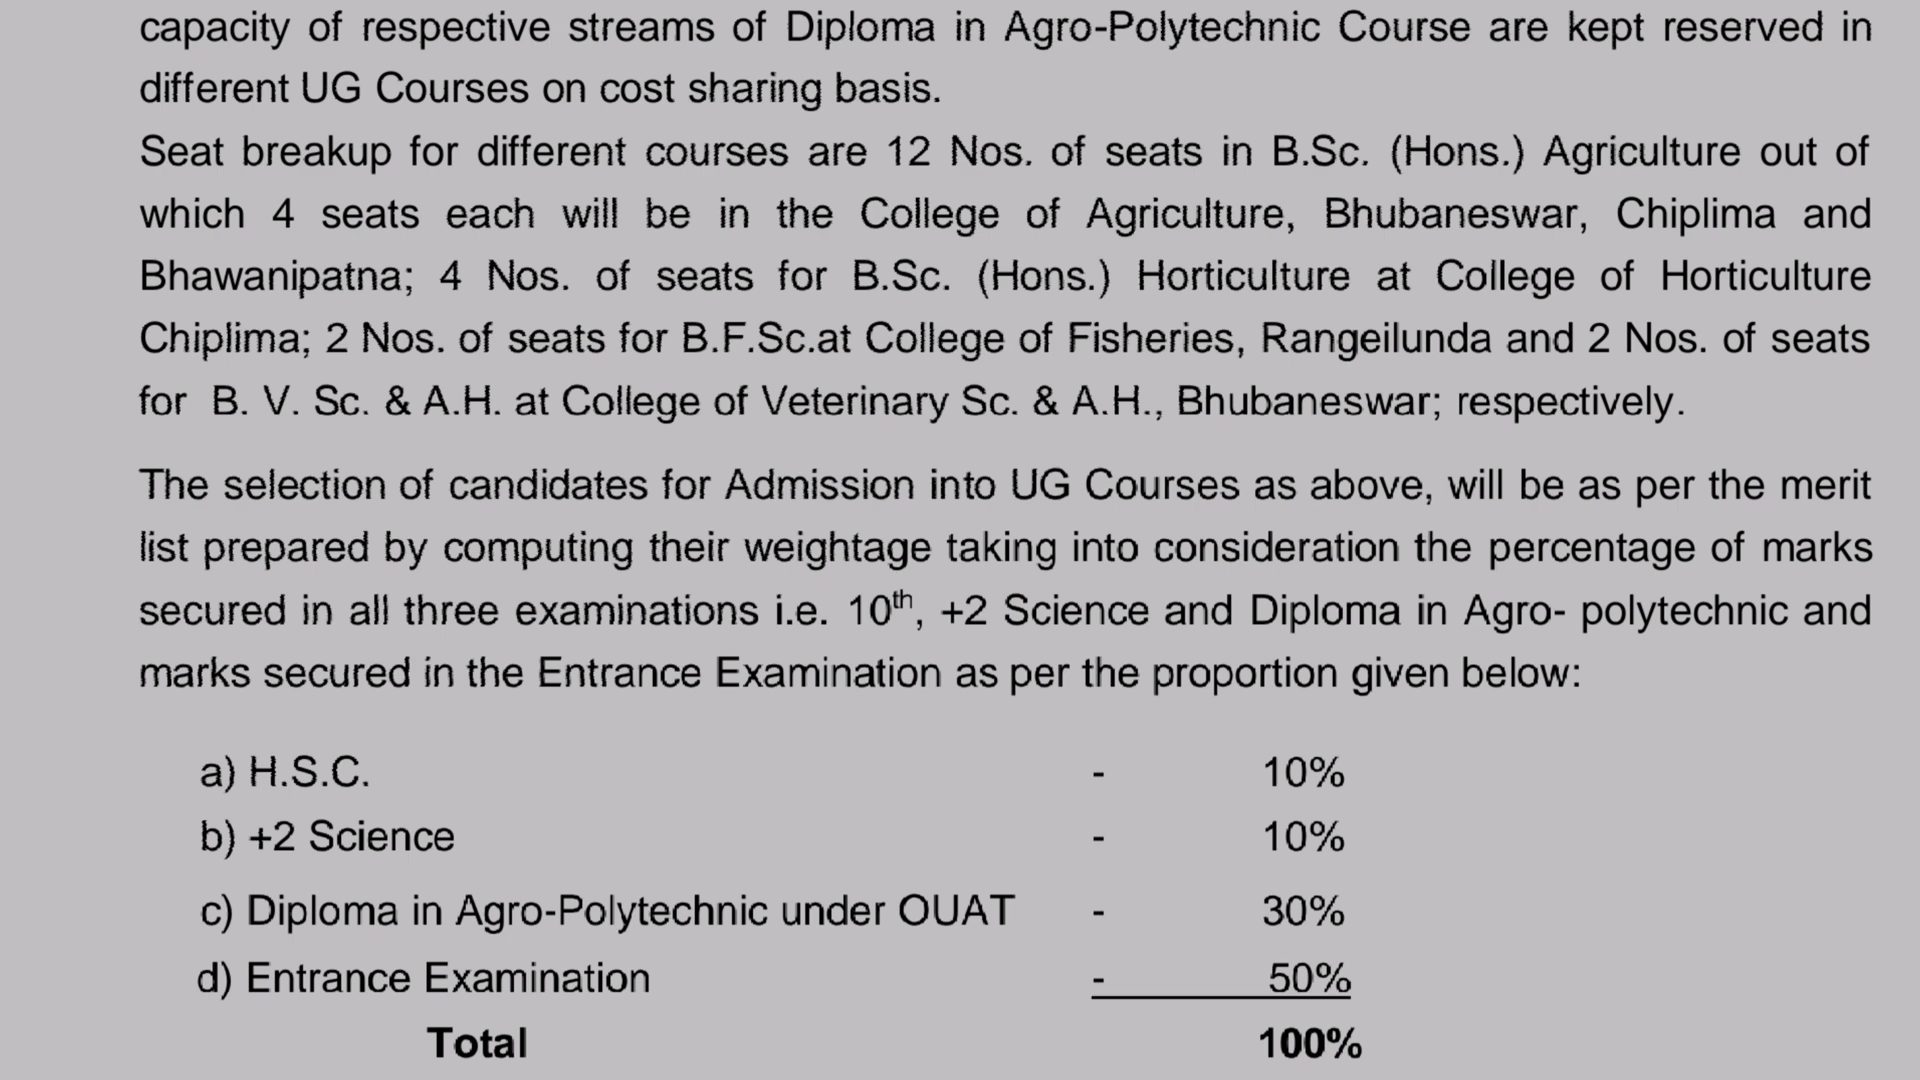 capacity of respective streams of Diploma in Agro-Polytechnic Course are kept reserved in
different UG Courses on cost sharing basis.
Seat breakup for different courses are 12 Nos. of seats in B.Sc. (Hons.) Agriculture out of
which 4 seats each will be in the College of Agriculture, Bhubaneswar, Chiplima and
Bhawanipatna; 4 Nos. of seats for B.Sc. (Hons.) Horticulture at College of Horticulture
Chiplima; 2 Nos. of seats for B.F.Sc.at College of Fisheries, Rangeilunda and 2 Nos. of seats
for B. V. Sc. & A.H. at College of Veterinary Sc. & A.H., Bhubaneswar; respectively.
The selection of candidates for Admission into UG Courses as above, will be as per the merit
list prepared by computing their weightage taking into consideration the percentage of marks
secured in all three examinations i.e. 10th, +2 Science and Diploma in Agro- polytechnic and
marks secured in the Entrance Examination as per the proportion given below:
a) H.S.C. - 10%
b) +2 Science - 10%
c) Diploma in Agro-Polytechnic under OUAT - 30%
d) Entrance Examination - 50%
Total 100%